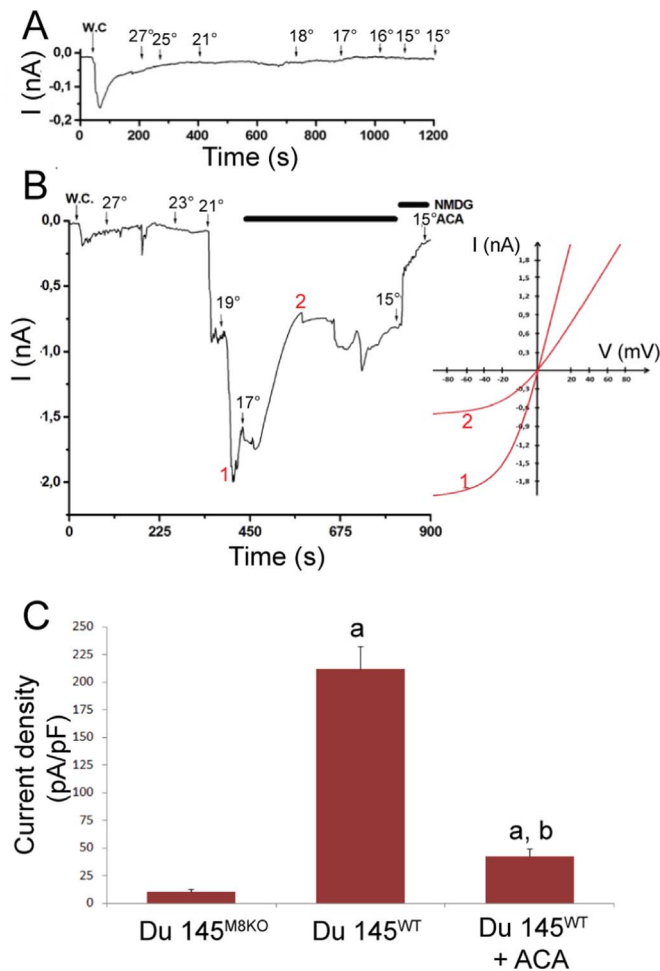 A
W.C
27° 25° 21° 18° 17° 16° 15° 15°
I (nA)
0,0
-0,1
-0,2
0 200 400 600 800 1000 1200
Time (s)
B
W.C. 27° 23° 21°
NMDG
15° ACA
19°
17°
2
15°
1
I (nA)
0,0
-0,5
-1,0
-1,5
-2,0
0 225 450 675 900
Time (s)
I (nA)
1,8
1,5
1,2
0,9
0,6
0,3
V (mV)
-80 -60 -40 -20 20 40 60 80
-0,3
-0,6
-0,9
-1,2
-1,5
-1,8
2
1
C
Current density
(pA/pF)
250
225
200
175
150
125
100
75
50
25
0
a
a, b
Du 145M8KO Du 145WT Du 145WT
+ ACA